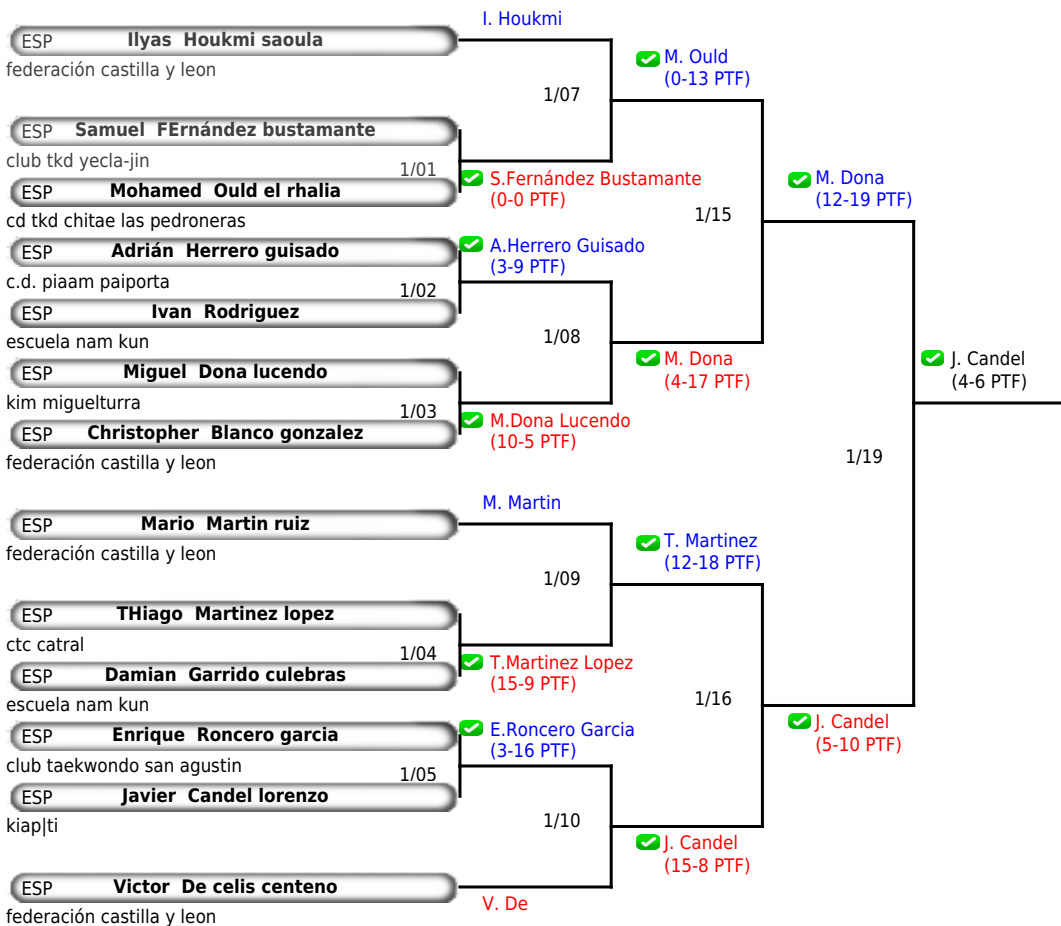 I. Houkmi
ESP Ilyas Houkmi saoula
federación castilla y leon
M. Ould
(0-13 PTF)
1/07
ESP Samuel FErnández bustamante
club tkd yecla-jin
1/01
S.Fernández Bustamante
(0-0 PTF)
ESP Mohamed Ould el rhalia
cd tkd chitae las pedroneras
M. Dona
(12-19 PTF)
1/15
ESP Adrián Herrero guisado
A.Herrero Guisado
(3-9 PTF)
c.d. piaam paiporta
1/02
ESP Ivan Rodriguez
escuela nam kun
1/08
M. Dona
(4-17 PTF)
J. Candel
(4-6 PTF)
ESP Miguel Dona lucendo
kim miguelturra
1/03
M.Dona Lucendo
(10-5 PTF)
ESP Christopher Blanco gonzalez
federación castilla y leon
1/19
M. Martin
ESP Mario Martin ruiz
federación castilla y leon
T. Martinez
(12-18 PTF)
1/09
ESP THiago Martinez lopez
ctc catral
1/04
T.Martinez Lopez
(15-9 PTF)
ESP Damian Garrido culebras
escuela nam kun
1/16
J. Candel
(5-10 PTF)
ESP Enrique Roncero garcia
E.Roncero Garcia
(3-16 PTF)
club taekwondo san agustin
1/05
ESP Javier Candel lorenzo
kiap|ti
1/10
J. Candel
(15-8 PTF)
ESP Victor De celis centeno
V. De
federación castilla y leon